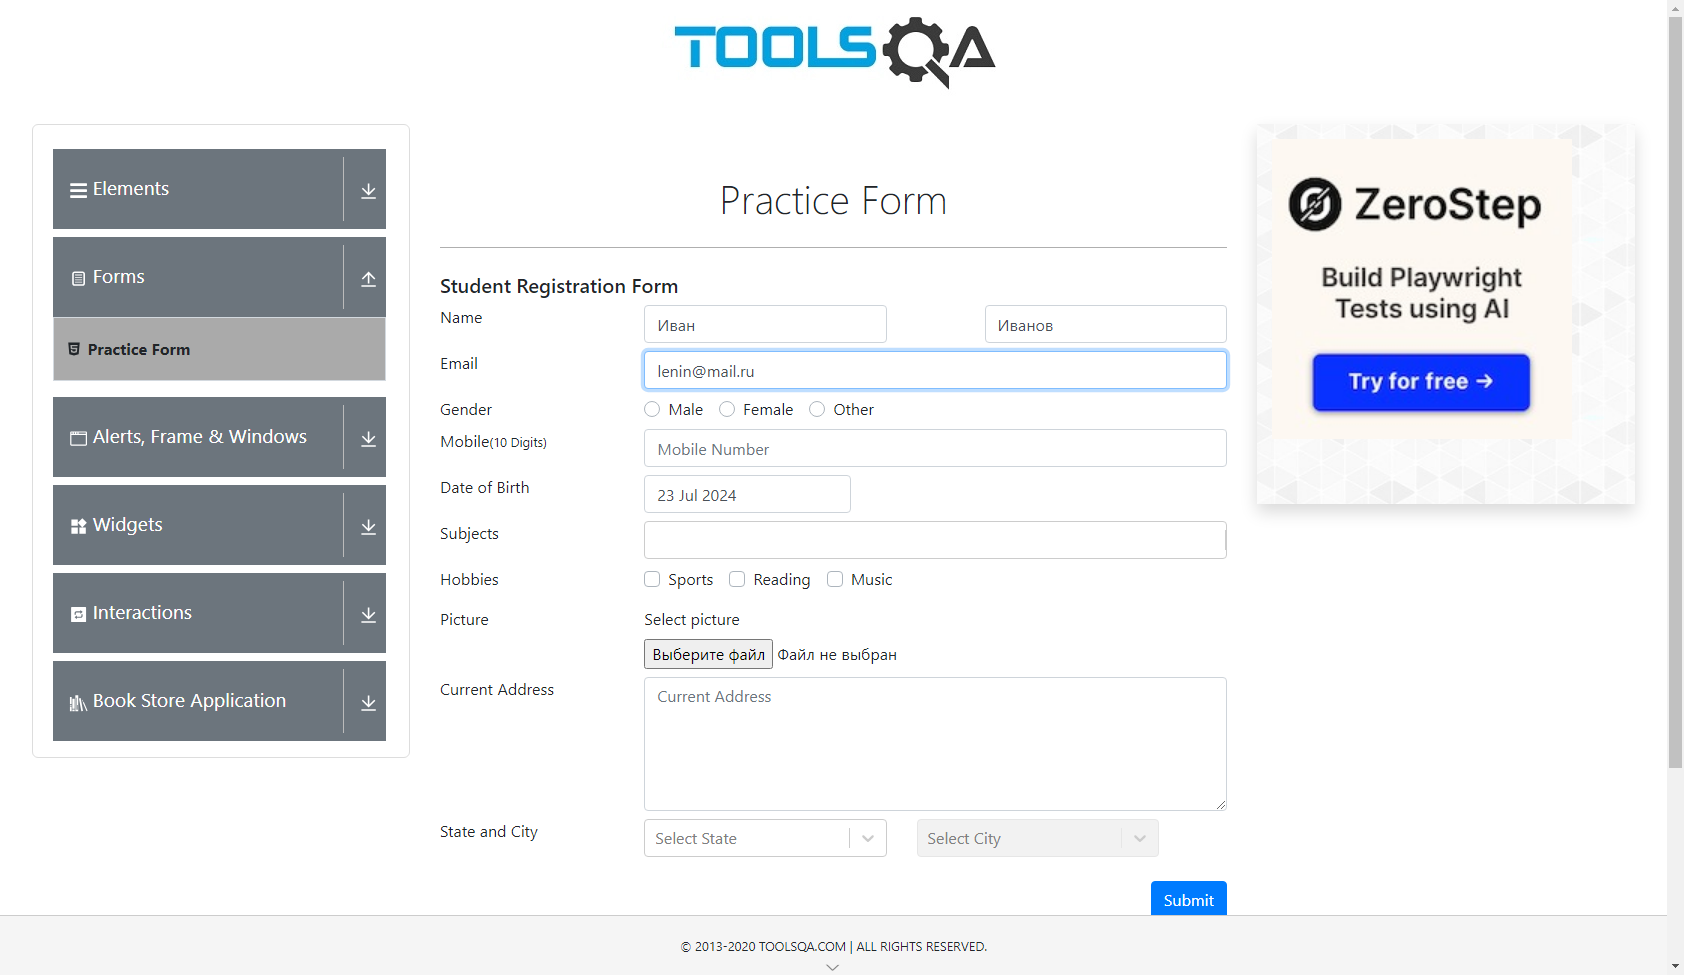 TOOLSQA
Elements
Forms
Practice Form
Alerts, Frame & Windows
Widgets
Interactions
Book Store Application
Practice Form
Student Registration Form
Name Иван Иванов
Email lenin@mail.ru
Gender Male Female Other
Mobile(10 Digits) Mobile Number
Date of Birth 23 Jul 2024
Subjects
Hobbies Sports Reading Music
Picture Select picture
Выберите файл Файл не выбран
Current Address Current Address
State and City Select State Select City
Submit
ZeroStep
Build Playwright
Tests using AI
Try for free →
© 2013-2020 TOOLSQA.COM | ALL RIGHTS RESERVED.